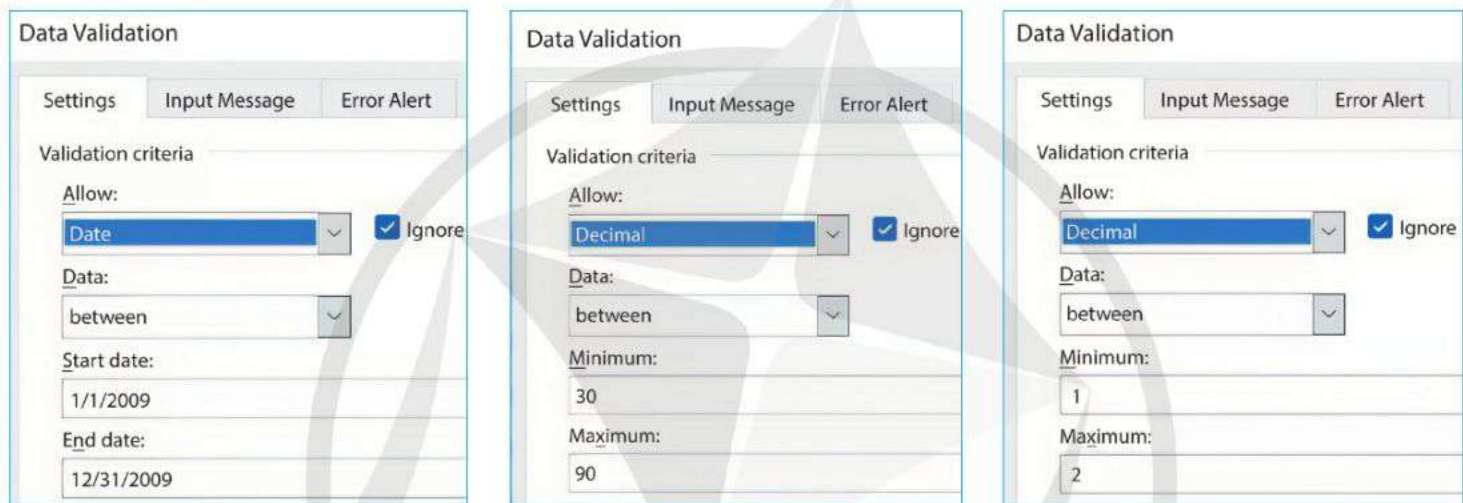 Data Validation
Settings Input Message Error Alert
Validation criteria
Allow:
Date Ignore
Data:
between
Start date:
1/1/2009
End date:
12/31/2009
Data Validation
Settings Input Message Error Alert
Validation criteria
Allow:
Decimal Ignore
Data:
between
Minimum:
30
Maximum:
90
Data Validation
Settings Input Message Error Alert
Validation criteria
Allow:
Decimal Ignore
Data:
between
Minimum:
1
Maximum:
2